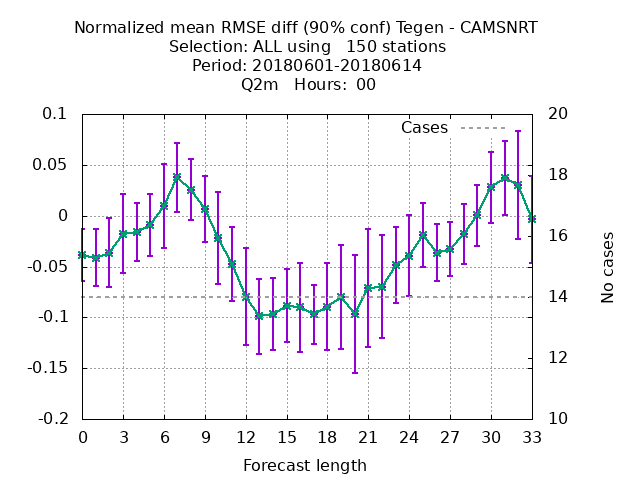 Normalized mean RMSE diff (90% conf) Tegen - CAMSNRT
Selection: ALL using   150 stations
Period: 20180601-20180614
Q2m   Hours:  00
Cases
0.1
0.05
0
-0.05
-0.1
-0.15
-0.2
20
18
16
14
12
10
No cases
0 3 6 9 12 15 18 21 24 27 30 33
Forecast length